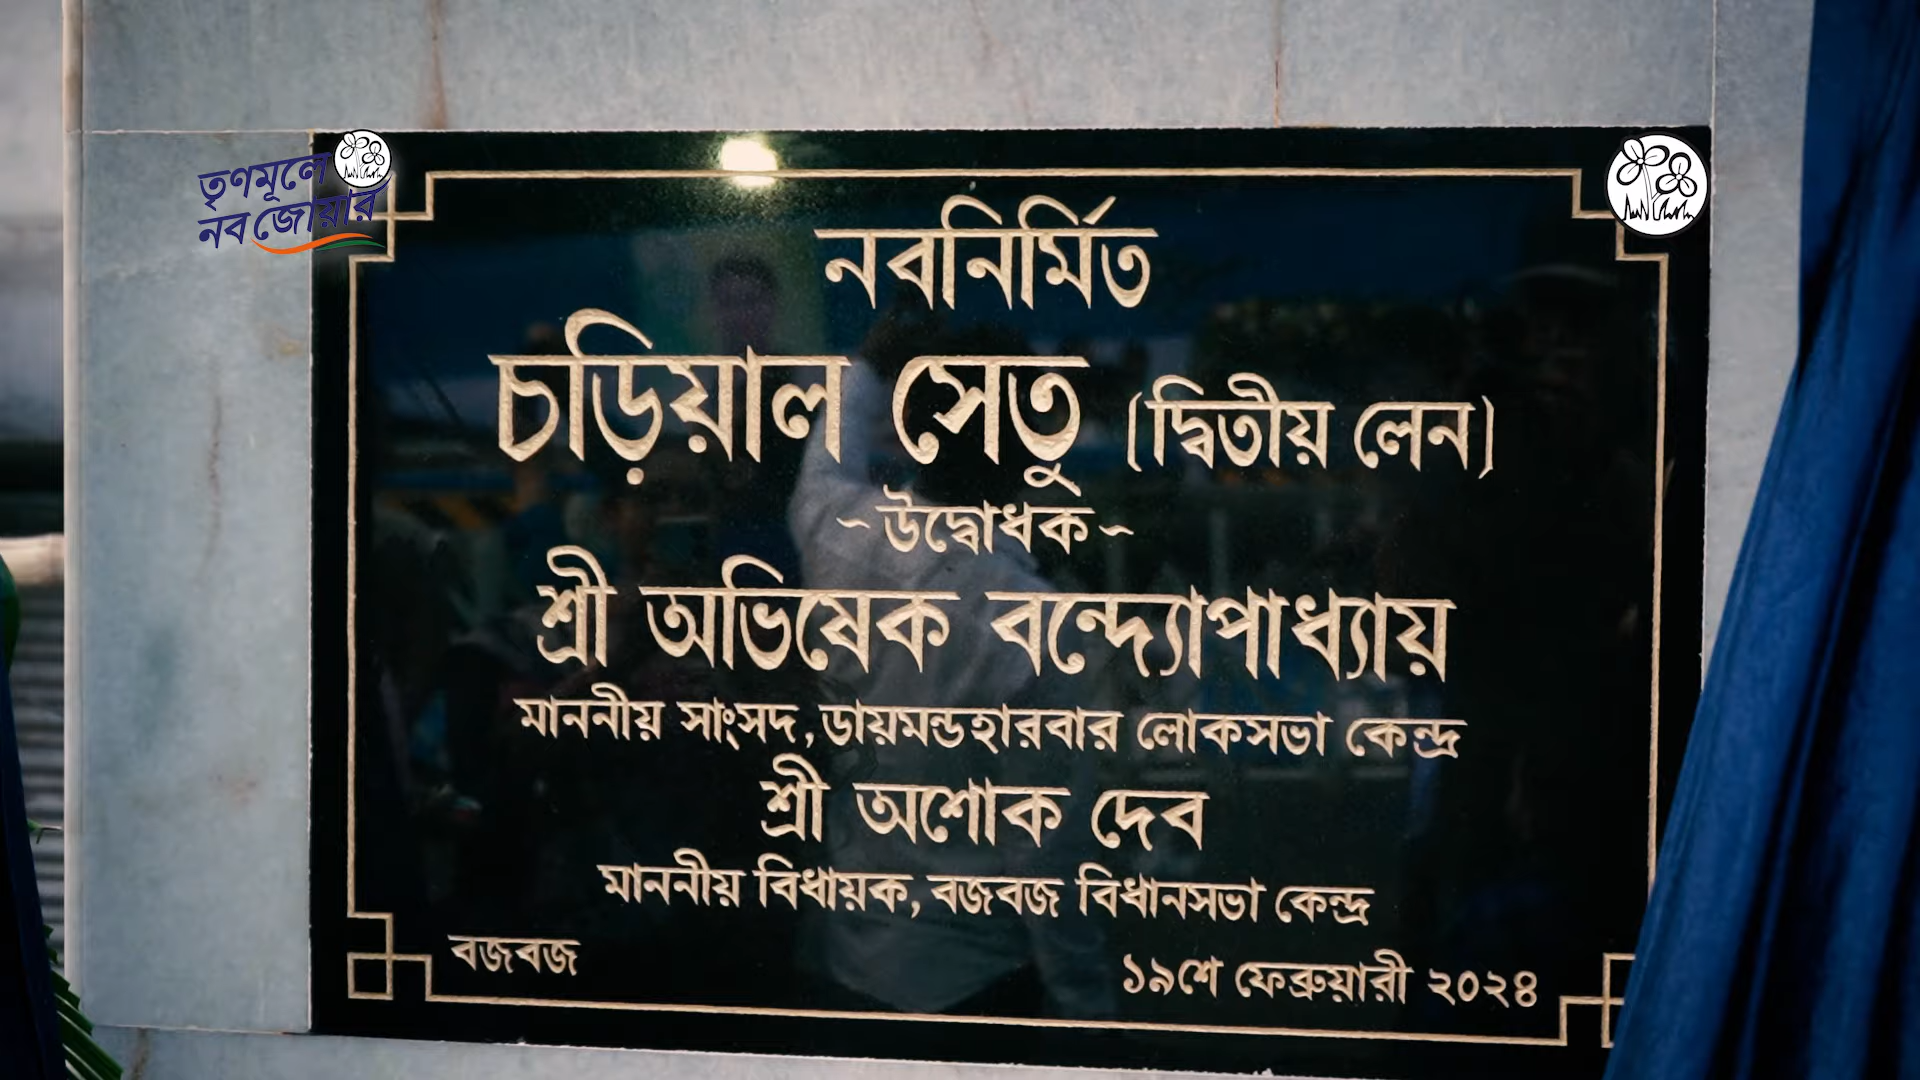 তৃণমূলে
নব জোয়ার
নবনির্মিত
চড়িয়াল সেতু (দ্বিতীয় লেন)
~উদ্বোধক~
শ্রী অভিষেক বন্দ্যোপাধ্যায়
মাননীয় সাংসদ, ডায়মন্ডহারবার লোকসভা কেন্দ্র
শ্রী অশোক দেব
মাননীয় বিধায়ক, বজবজ বিধানসভা কেন্দ্র
বজবজ
১৯শে ফেব্রুয়ারী ২০২৪